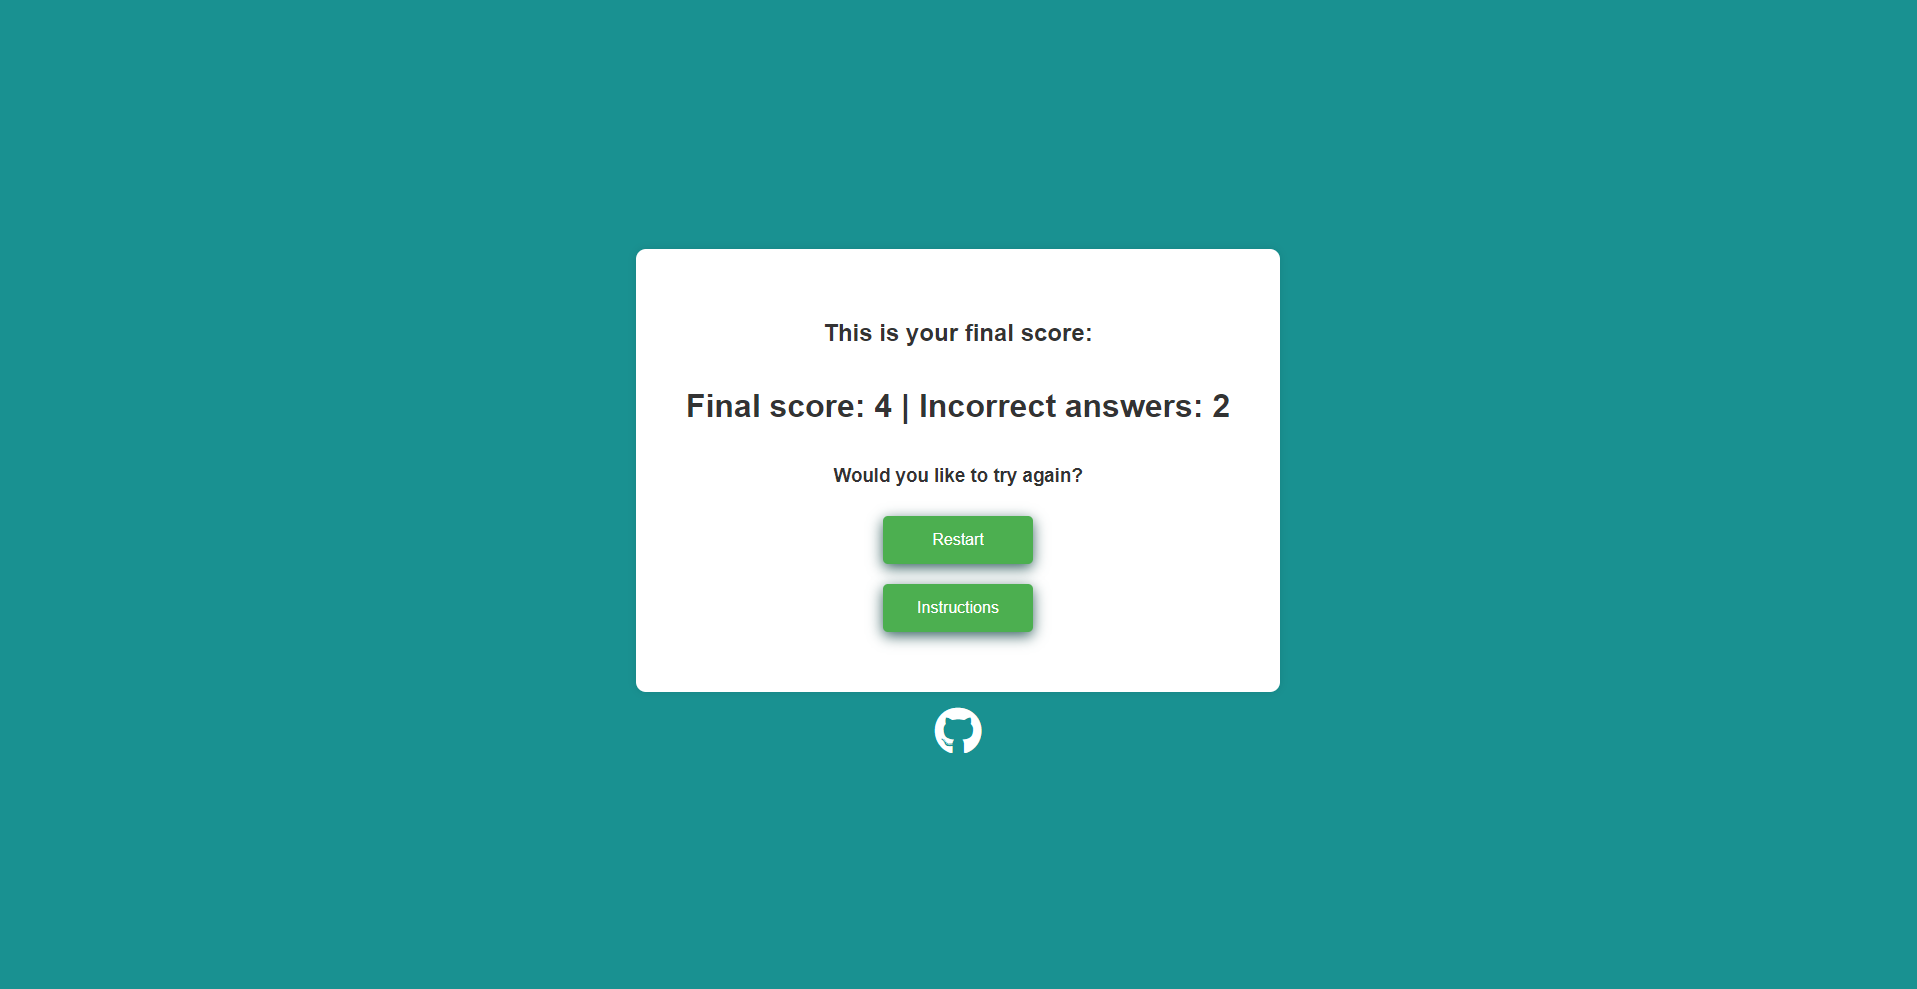 This is your final score:
Final score: 4 | Incorrect answers: 2
Would you like to try again?
Restart
Instructions